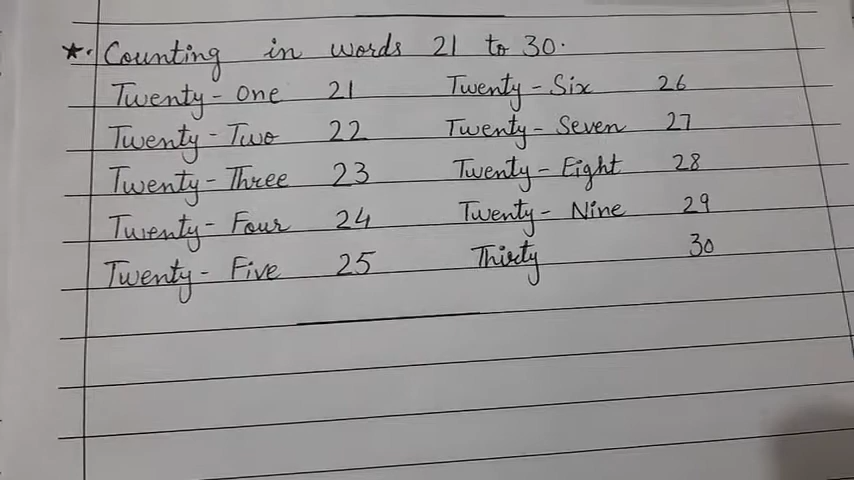 ★. Counting in words 21 to 30.
Twenty-One 21 Twenty-Six 26
Twenty-Two 22 Twenty-Seven 27
Twenty-Three 23 Twenty-Eight 28
Twenty-Four 24 Twenty-Nine 29
Twenty-Five 25 Thirty 30